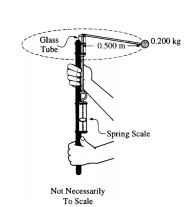 Glass
Tube
0.500 m
0.200 kg
Spring Scale
Not Necessarily
To Scale